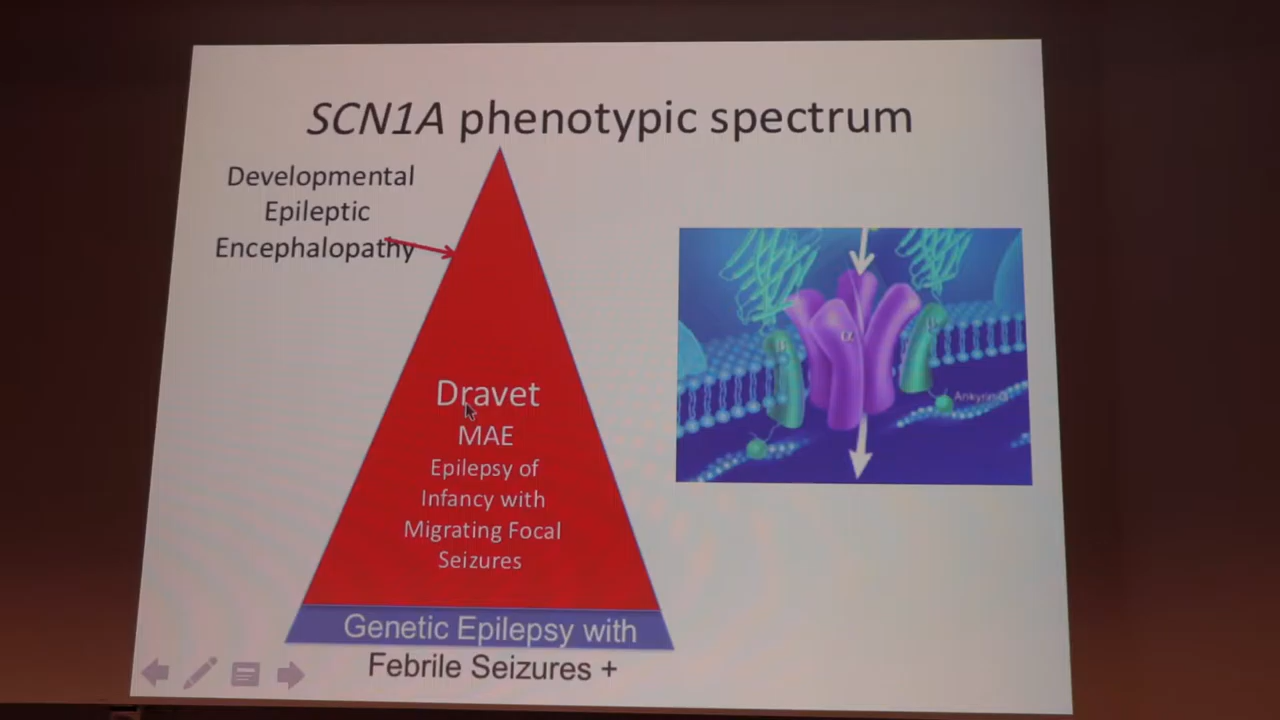 SCN1A phenotypic spectrum
Developmental
Epileptic
Encephalopathy
Dravet
MAE
Epilepsy of
Infancy with
Migrating Focal
Seizures
Genetic Epilepsy with
Febrile Seizures +
α